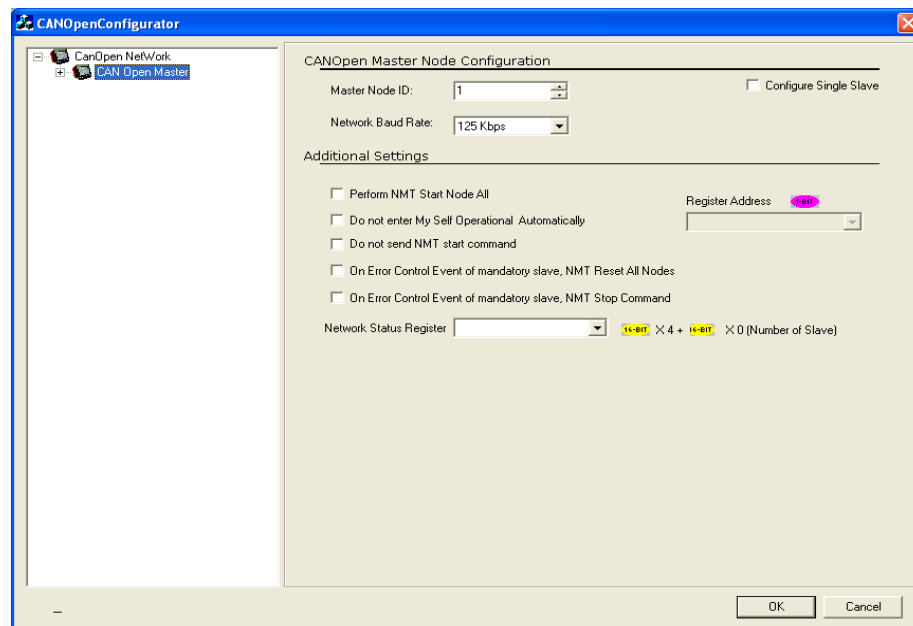 CANOpenConfigurator
CanOpen NetWork
CAN Open Master
CANOpen Master Node Configuration
Master Node ID: 1
Configure Single Slave
Network Baud Rate: 125 Kbps
Additional Settings
Perform NMT Start Node All
Register Address 1-BIT
Do not enter My Self Operational Automatically
Do not send NMT start command
On Error Control Event of mandatory slave, NMT Reset All Nodes
On Error Control Event of mandatory slave, NMT Stop Command
Network Status Register 16-BIT X 4 + 16-BIT X 0 (Number of Slave)
OK Cancel